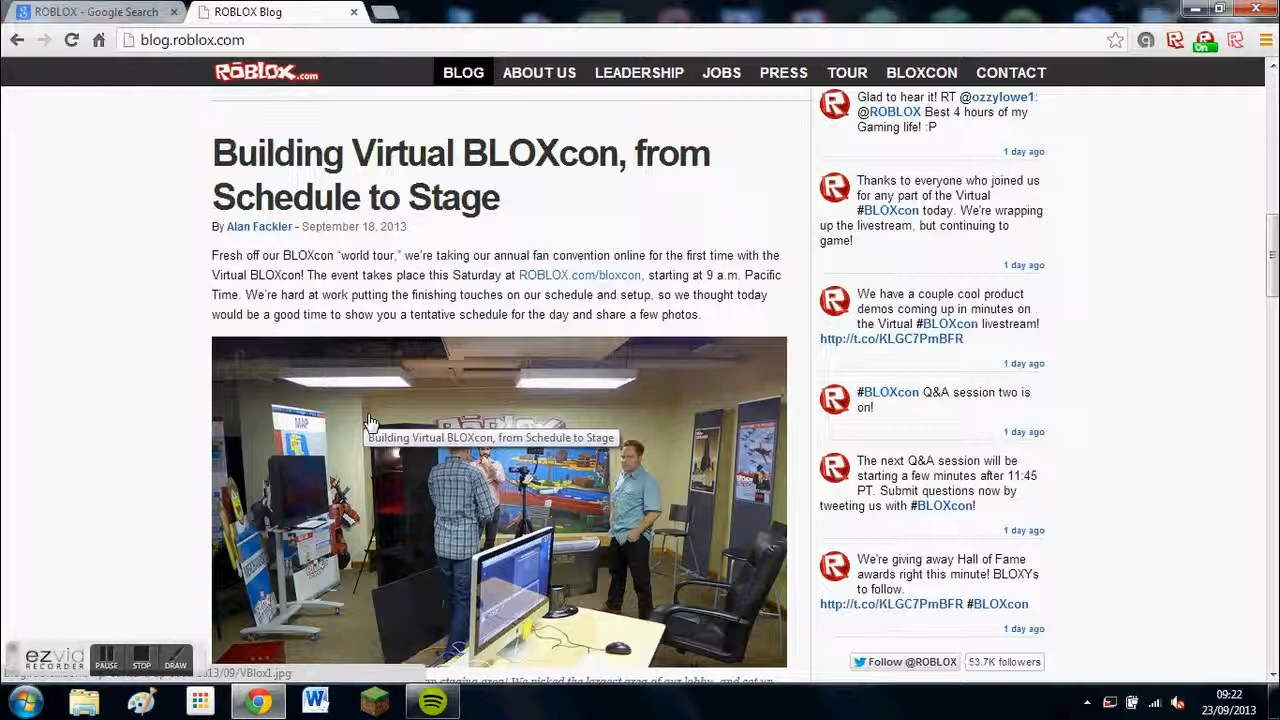 ROBLOX - Google Search
ROBLOX Blog
blog.roblox.com
On
ROBLOX.com
BLOG ABOUT US LEADERSHIP JOBS PRESS TOUR BLOXCON CONTACT
Building Virtual BLOXcon, from
Schedule to Stage
By Alan Fackler - September 18, 2013
Fresh off our BLOXcon “world tour,” we’re taking our annual fan convention online for the first time with the
Virtual BLOXcon! The event takes place this Saturday at ROBLOX.com/bloxcon, starting at 9 a.m. Pacific
Time. We’re hard at work putting the finishing touches on our schedule and setup, so we thought today
would be a good time to show you a tentative schedule for the day and share a few photos.
MAP
Building Virtual BLOXcon, from Schedule to Stage
Glad to hear it! RT @ozzylowe1:
@ROBLOX Best 4 hours of my
Gaming life! :P
1 day ago
Thanks to everyone who joined us
for any part of the Virtual
#BLOXcon today. We're wrapping
up the livestream, but continuing to
game!
1 day ago
We have a couple cool product
demos coming up in minutes on
the Virtual #BLOXcon livestream!
http://t.co/KLGC7PmBFR
1 day ago
#BLOXcon Q&A session two is
on!
1 day ago
The next Q&A session will be
starting a few minutes after 11:45
PT. Submit questions now by
tweeting us with #BLOXcon!
1 day ago
We're giving away Hall of Fame
awards right this minute! BLOXYs
to follow.
http://t.co/KLGC7PmBFR #BLOXcon
1 day ago
Follow @ROBLOX 53.7K followers
ezvid
RECORDER
PAUSE STOP DRAW
2013/09/VBlox1.jpg
09:22
23/09/2013